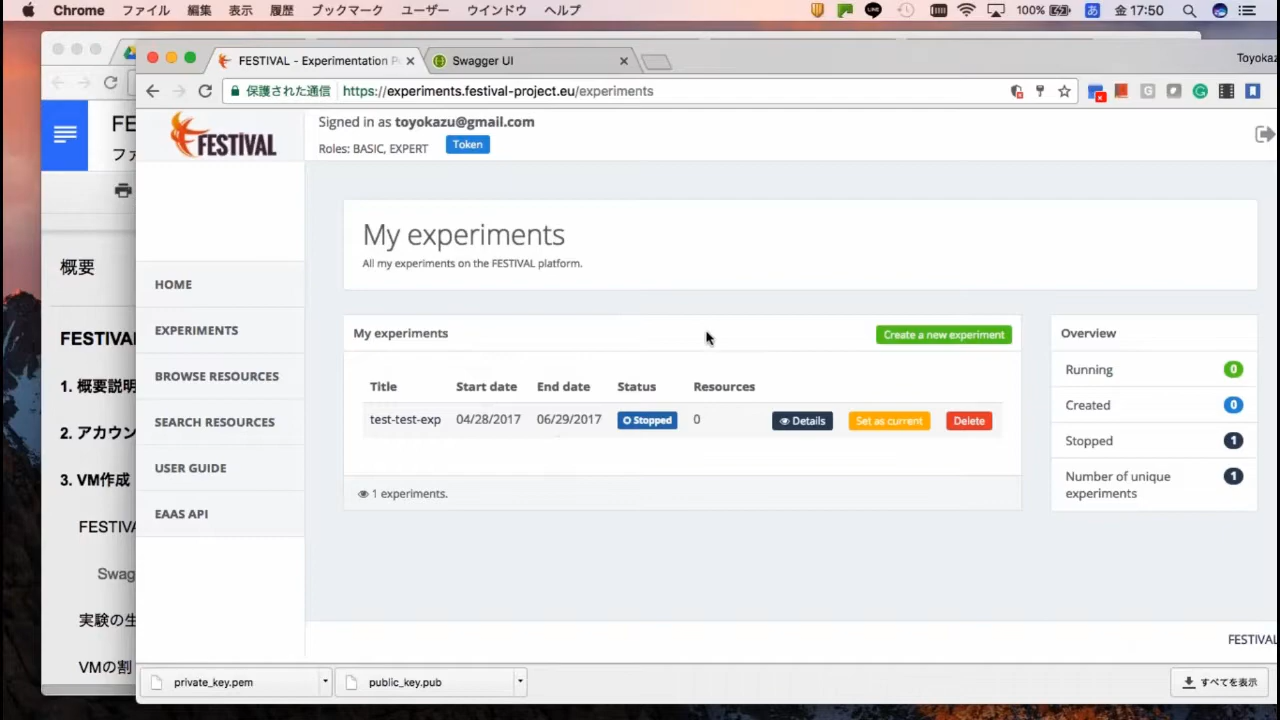 Chrome ファイル 編集 表示 履歴 ブックマーク ユーザー ウインドウ ヘルプ 100% あ 金 17:50
FESTIVAL - Experimentation P
Swagger UI
Toyokaz
保護された通信 https://experiments.festival-project.eu/experiments
FE
ファ
概要
FESTIVAL
1. 概要説明
2. アカウン
3. VM作成
FESTIVA
Swag
実験の生
VMの割
FESTIVAL
Signed in as toyokazu@gmail.com
Roles: BASIC, EXPERT Token
HOME
EXPERIMENTS
BROWSE RESOURCES
SEARCH RESOURCES
USER GUIDE
EAAS API
My experiments
All my experiments on the FESTIVAL platform.
My experiments Create a new experiment
Title Start date End date Status Resources
test-test-exp 04/28/2017 06/29/2017 Stopped 0 Details Set as current Delete
1 experiments.
Overview
Running 0
Created 0
Stopped 1
Number of unique experiments 1
FESTIVAL
private_key.pem
public_key.pub
すべてを表示